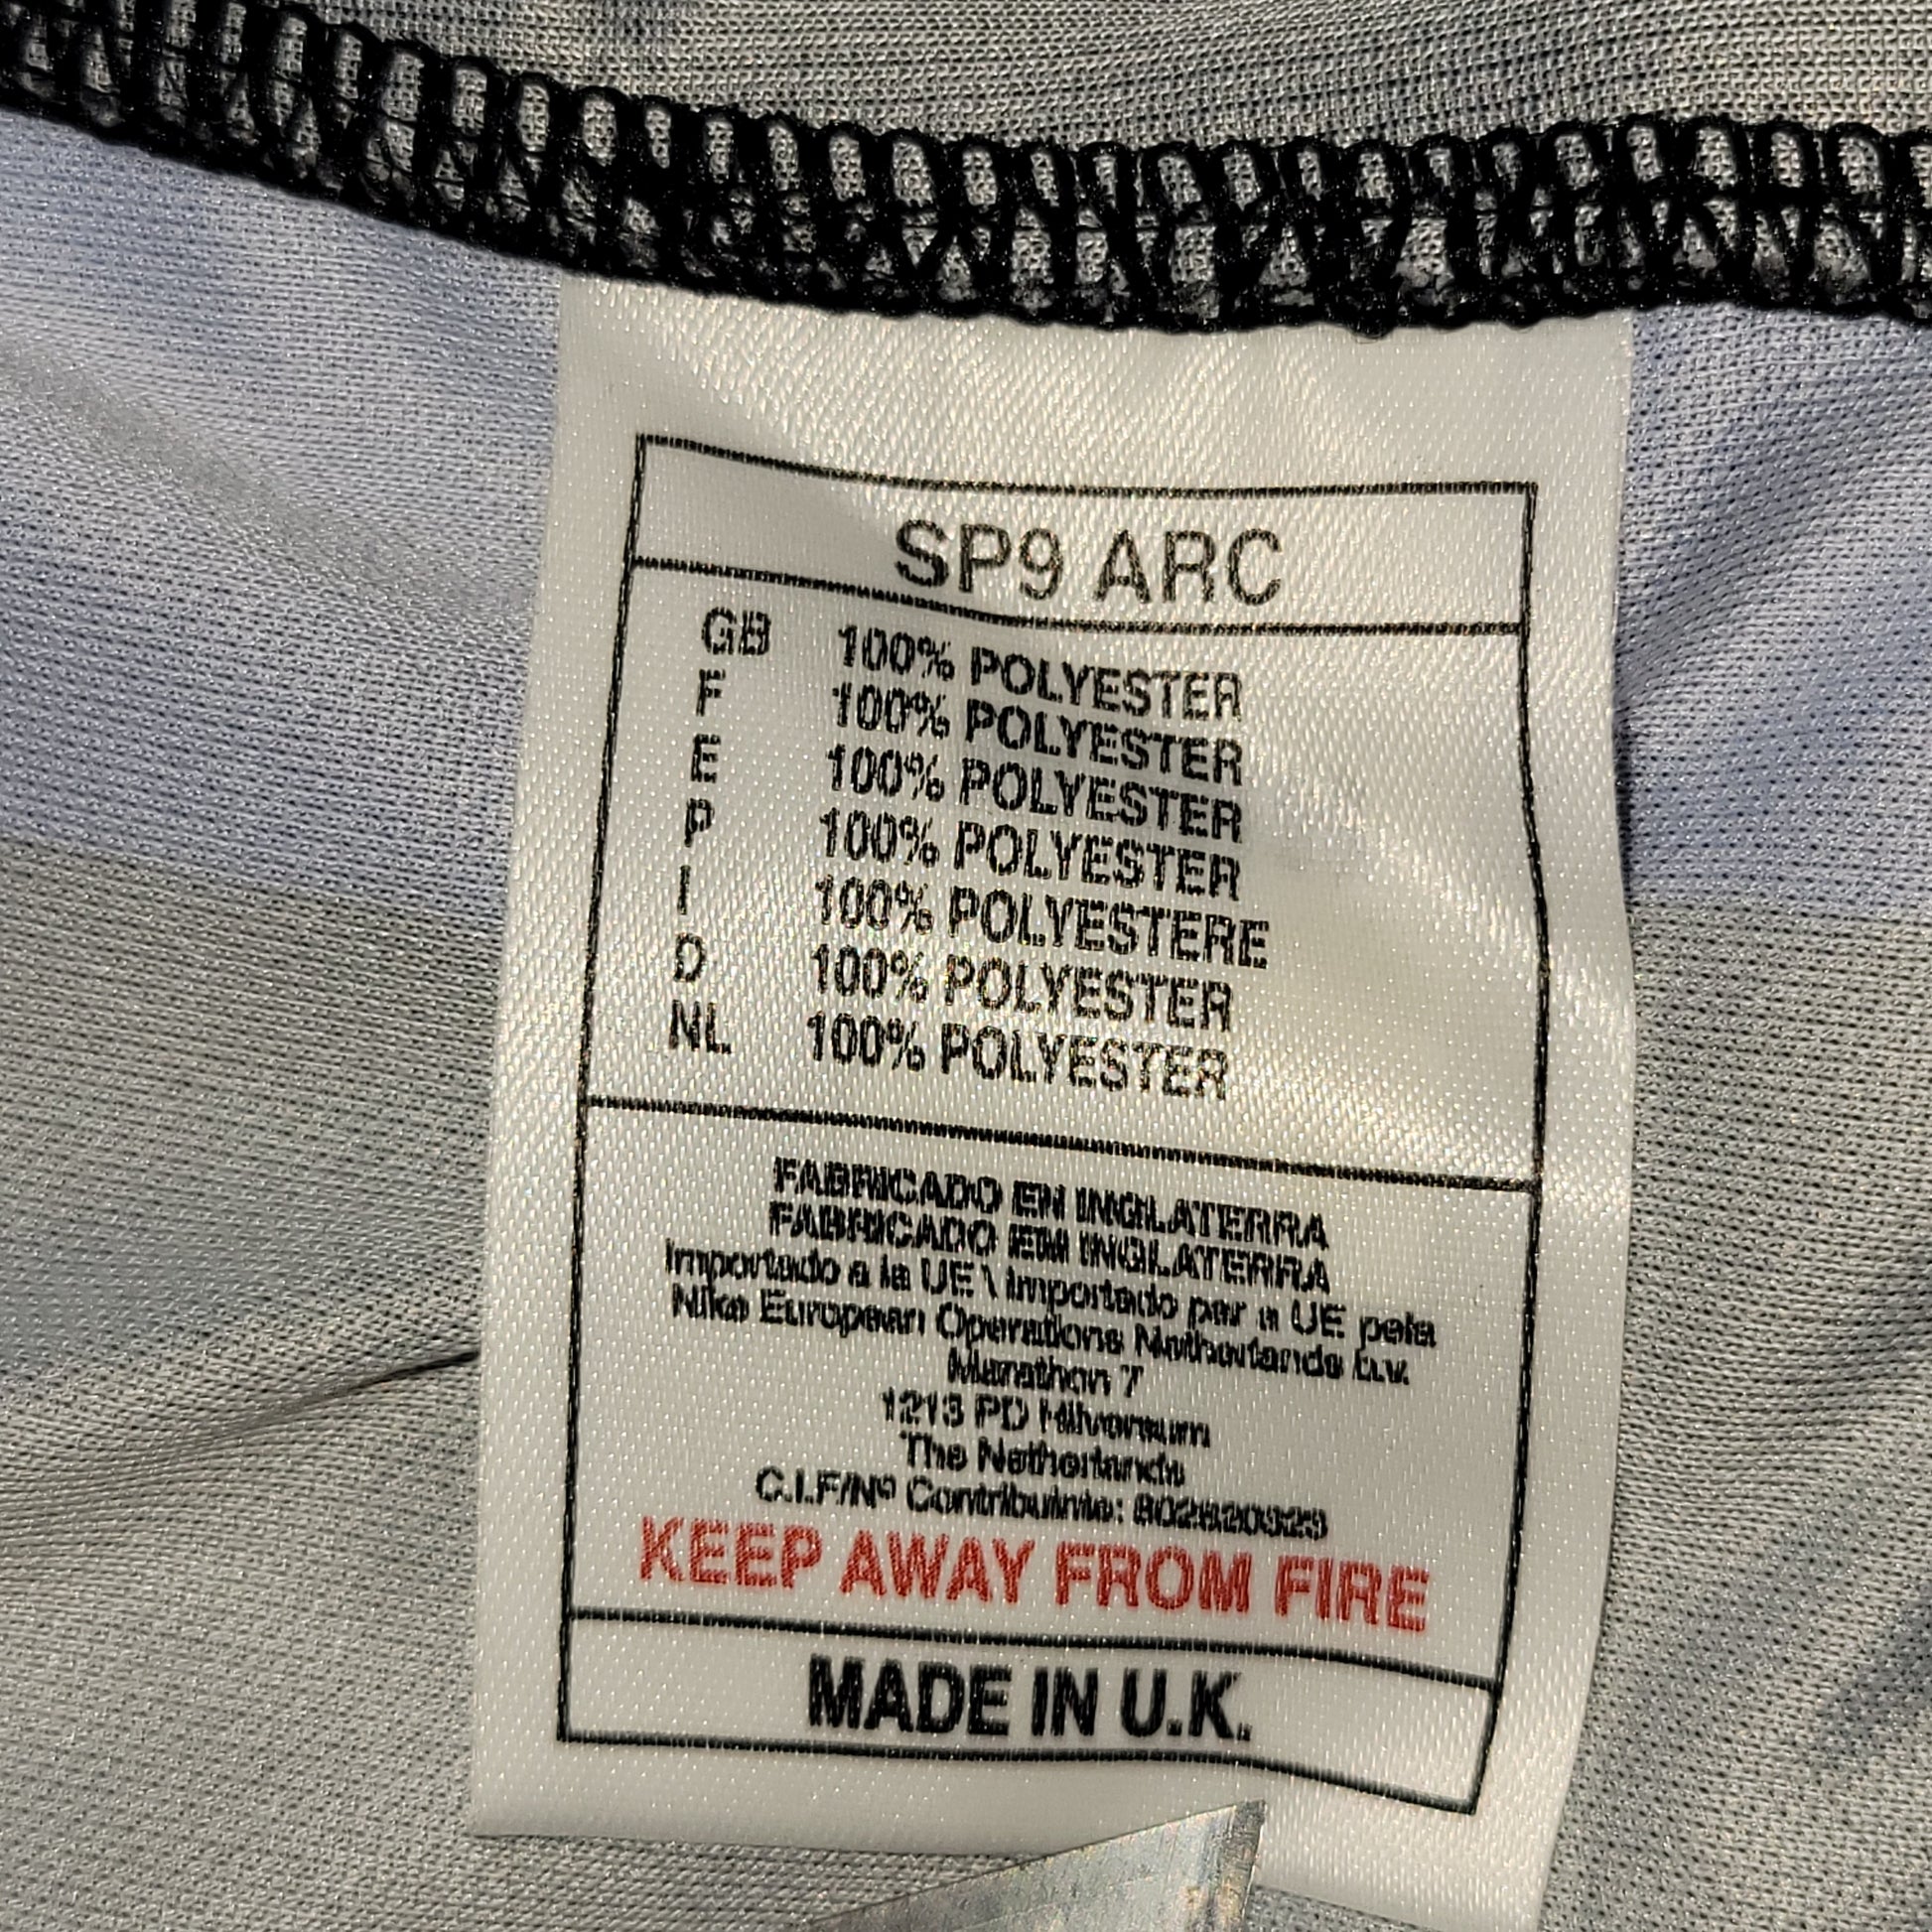 SP9 ARC
GB 100% POLYESTER
F 100% POLYESTER
E 100% POLYESTER
P 100% POLYESTER
I 100% POLYESTERE
D 100% POLYESTER
NL 100% POLYESTER
FABRICADO EN INGLATERRA
FABRICADO EM INGLATERRA
Importado a la UE \ Importado par a UE pela
Nike European Operations Netherlands b.v.
Marathon 7
1213 PD Hilversum
The Netherlands
C.I.F/Nº Contribuinte:
KEEP AWAY FROM FIRE
MADE IN U.K.